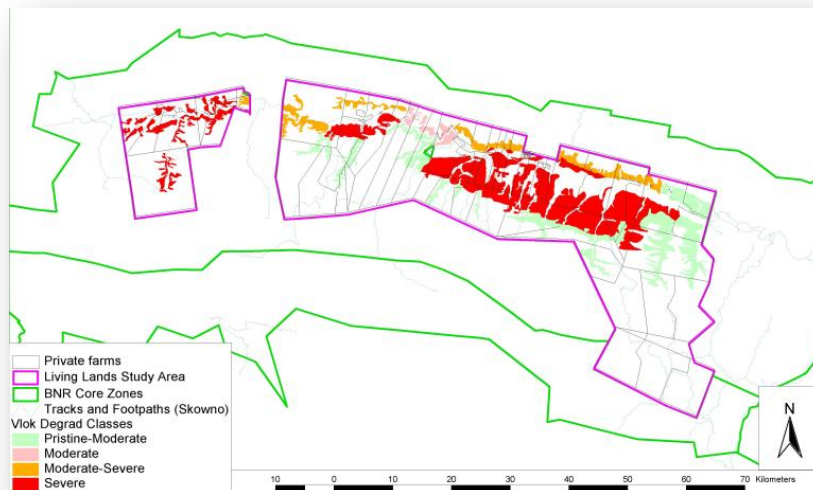 Private farms
Living Lands Study Area
BNR Core Zones
Tracks and Footpaths (Skowno)
Vlok Degrad Classes
Pristine-Moderate
Moderate
Moderate-Severe
Severe
N
10 0 10 20 30 40 50 60 70 Kilometers